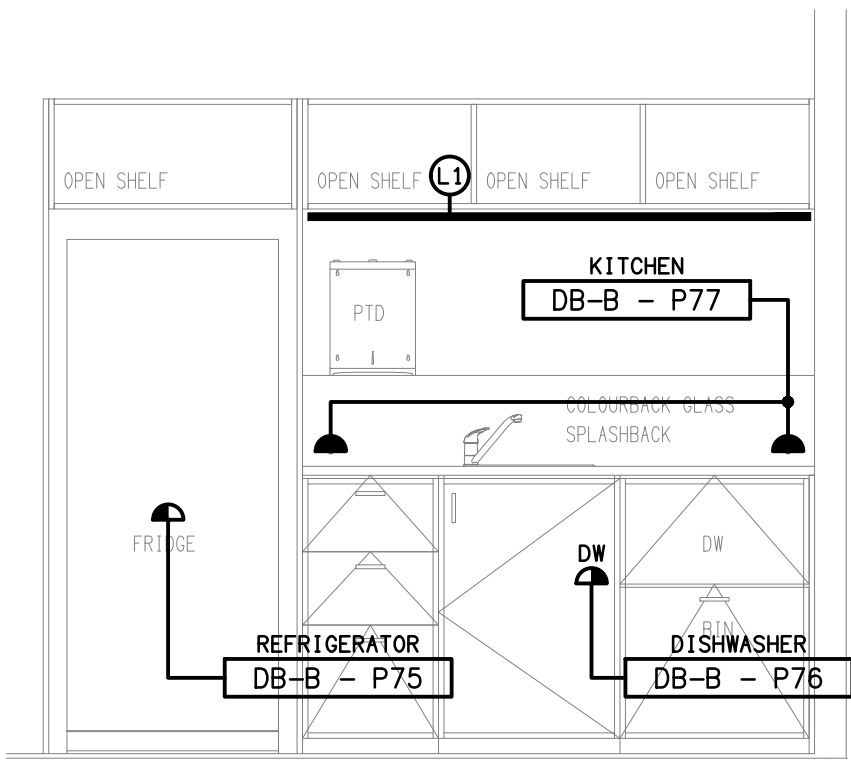 OPEN SHELF
OPEN SHELF
L1
OPEN SHELF
OPEN SHELF
KITCHEN
DB-B - P77
PTD
COLOURBACK GLASS
SPLASHBACK
FRIDGE
DW
DW
BIN
REFRIGERATOR
DB-B - P75
DISHWASHER
DB-B - P76